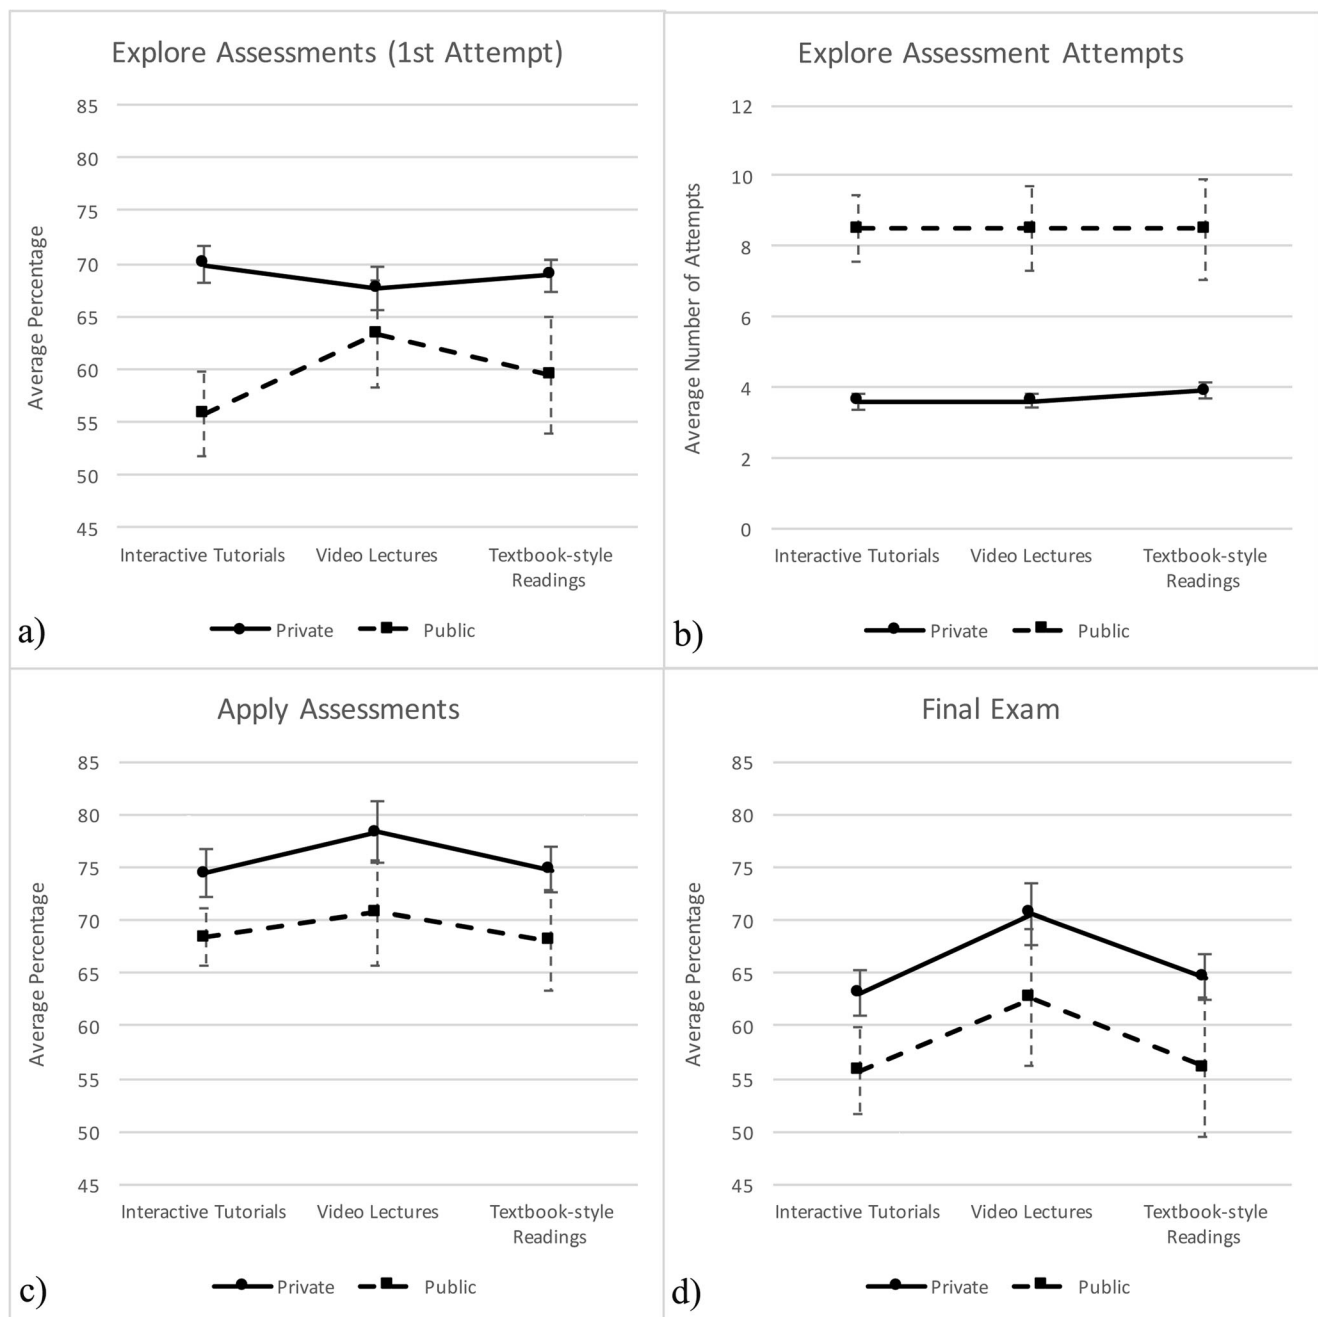 Explore Assessments (1st Attempt)
85
80
75
70
65
60
55
50
45
Average Percentage
Interactive Tutorials Video Lectures Textbook-style
Readings
Private Public
a)
Explore Assessment Attempts
12
10
8
6
4
2
0
Average Number of Attempts
Interactive Tutorials Video Lectures Textbook-style
Readings
Private Public
b)
Apply Assessments
85
80
75
70
65
60
55
50
45
Average Percentage
Interactive Tutorials Video Lectures Textbook-style
Readings
Private Public
c)
Final Exam
85
80
75
70
65
60
55
50
45
Average Percentage
Interactive Tutorials Video Lectures Textbook-style
Readings
Private Public
d)